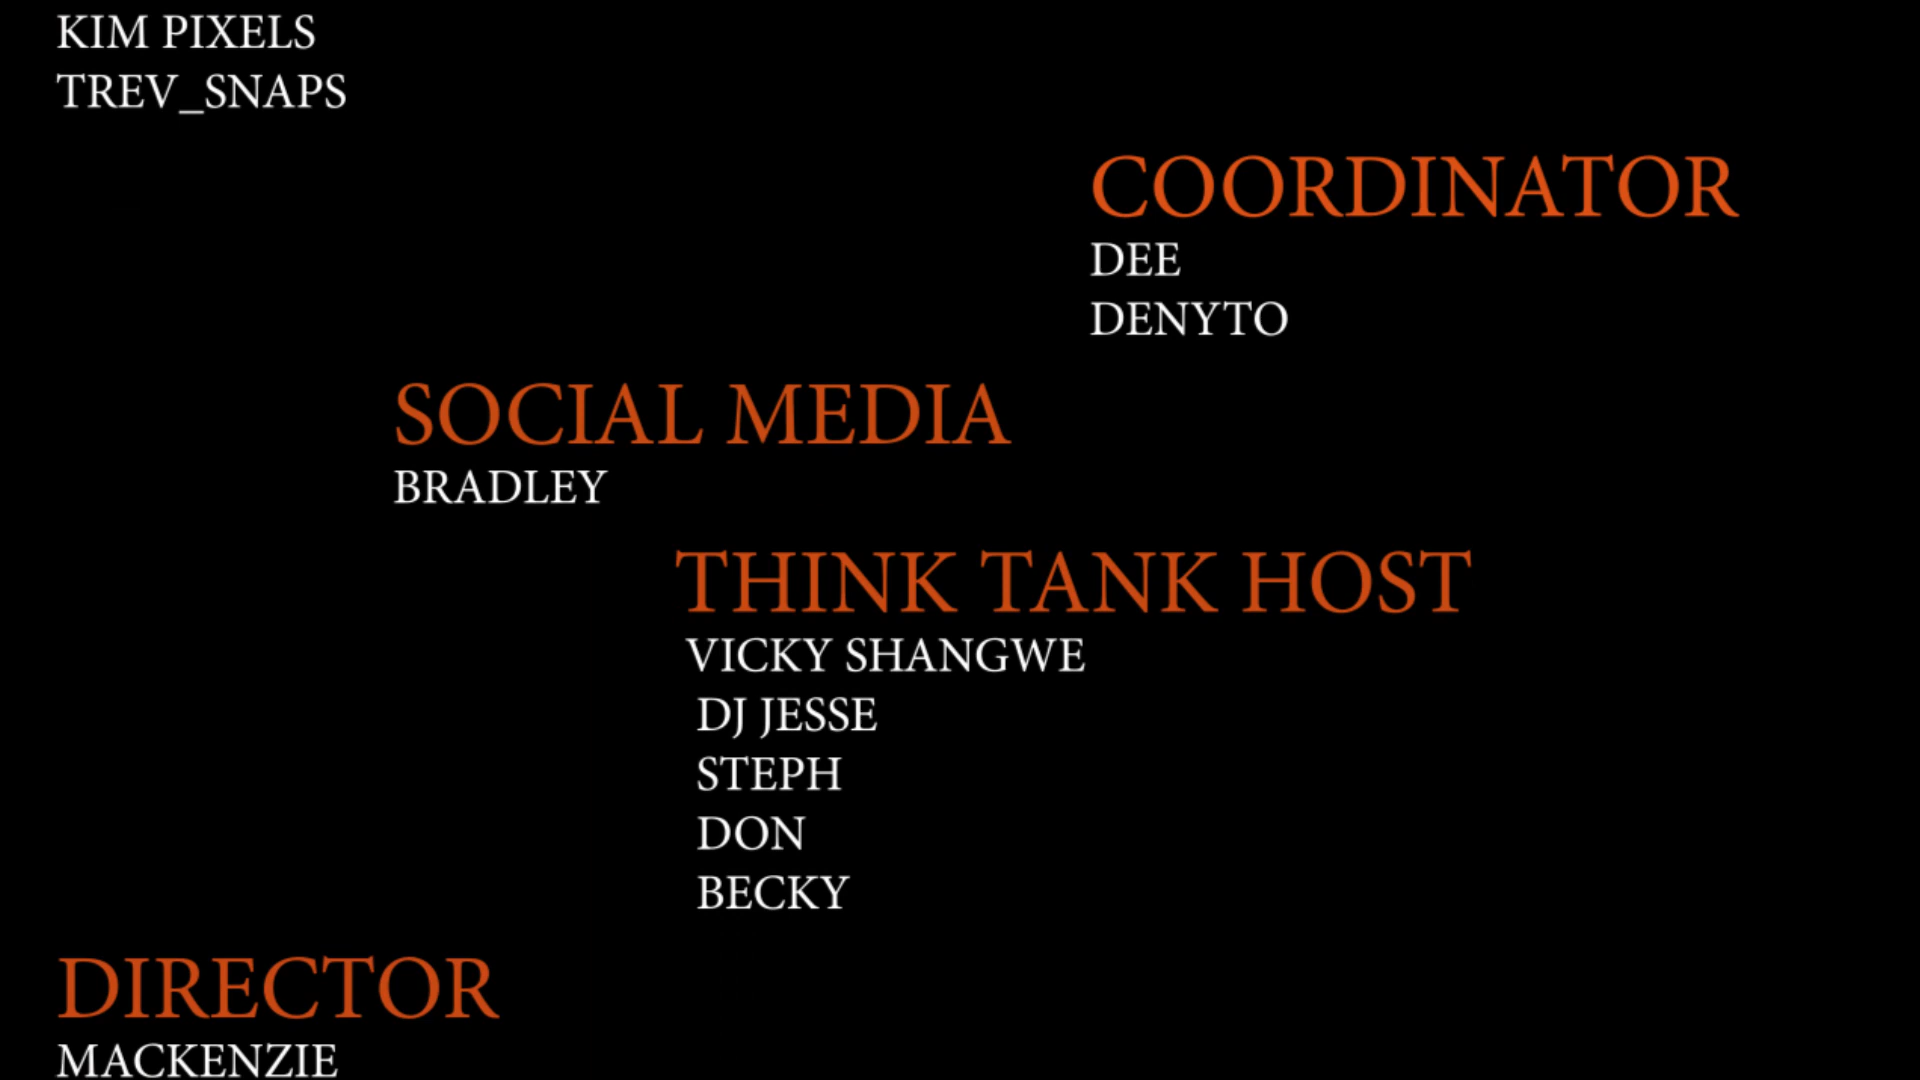 KIM PIXELS
TREV_SNAPS
COORDINATOR
DEE
DENYTO
SOCIAL MEDIA
BRADLEY
THINK TANK HOST
VICKY SHANGWE
DJ JESSE
STEPH
DON
BECKY
DIRECTOR
MACKENZIE